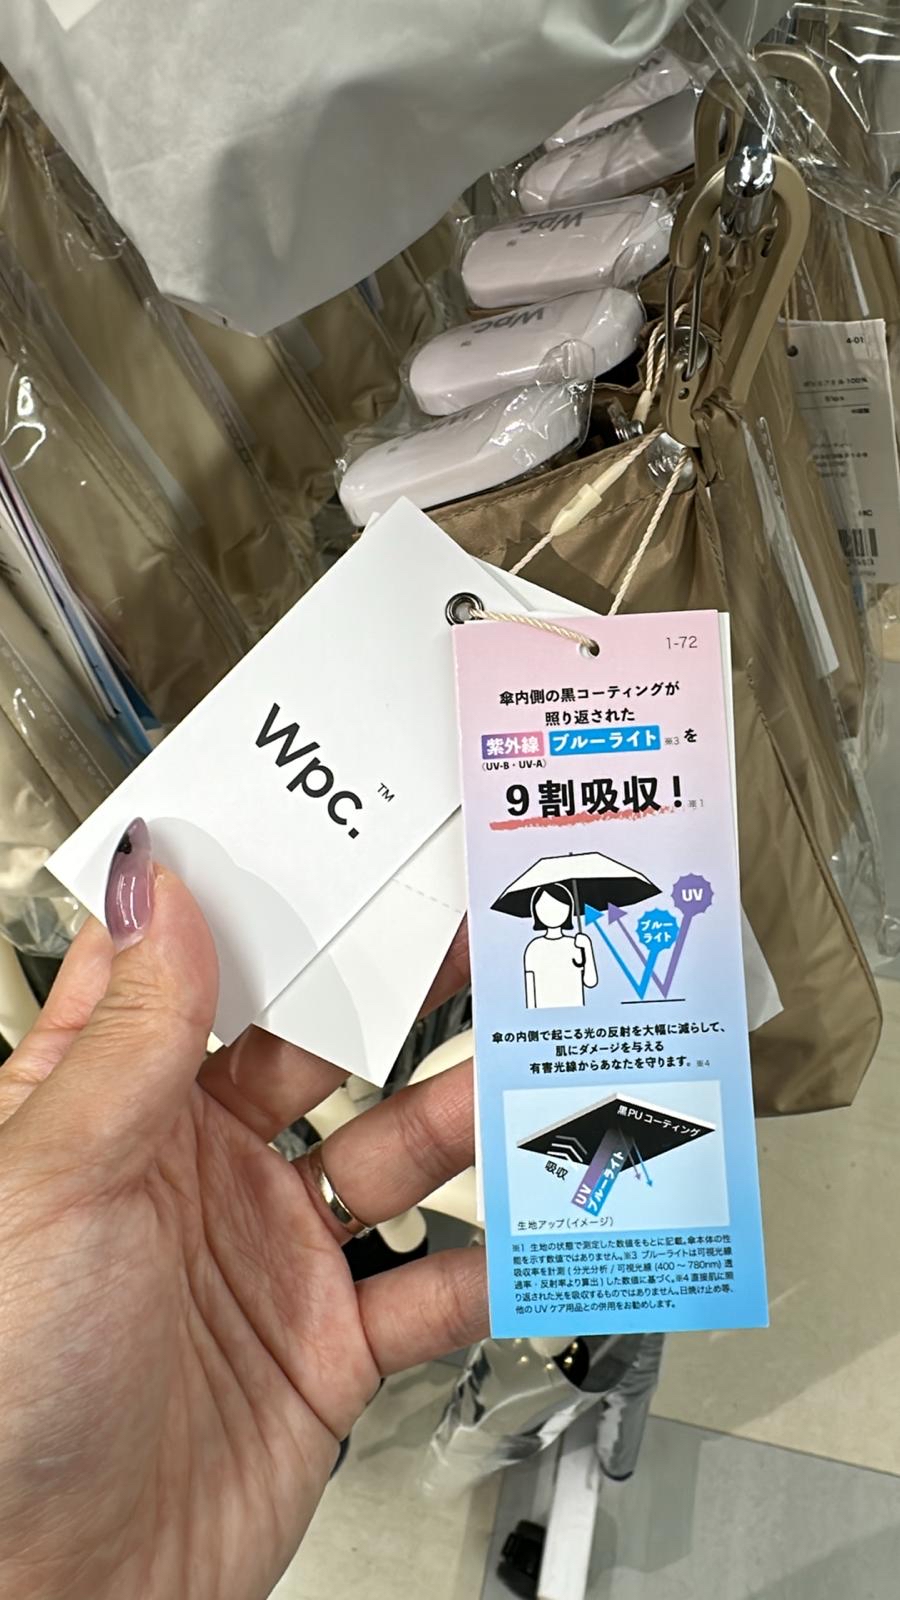 Wpc.
Wpc.
Wpc.
4-01
100%
Wpc.™
1-72
傘内側の黒コーティングが
照り返された
紫外線 ブルーライト ※3 を
(UV-B・UV-A)
9割吸収！※1
UV
ブルー
ライト
傘の内側で起こる光の反射を大幅に減らして、
肌にダメージを与える
有害光線からあなたを守ります。※4
黒PUコーティング
吸収
UV
ブルーライト
生地アップ（イメージ）
※1 生地の状態で測定した数値をもとに記載。傘本体の性
能を示す数値ではありません。※3 ブルーライトは可視光線
吸収率を計測（分光分析／可視光線（400〜780nm）透
過率・反射率より算出）した数値に基づく。※4 直接肌に照
り返された光を吸収するものではありません。日焼け止め等、
他のUVケア用品との併用をお勧めします。